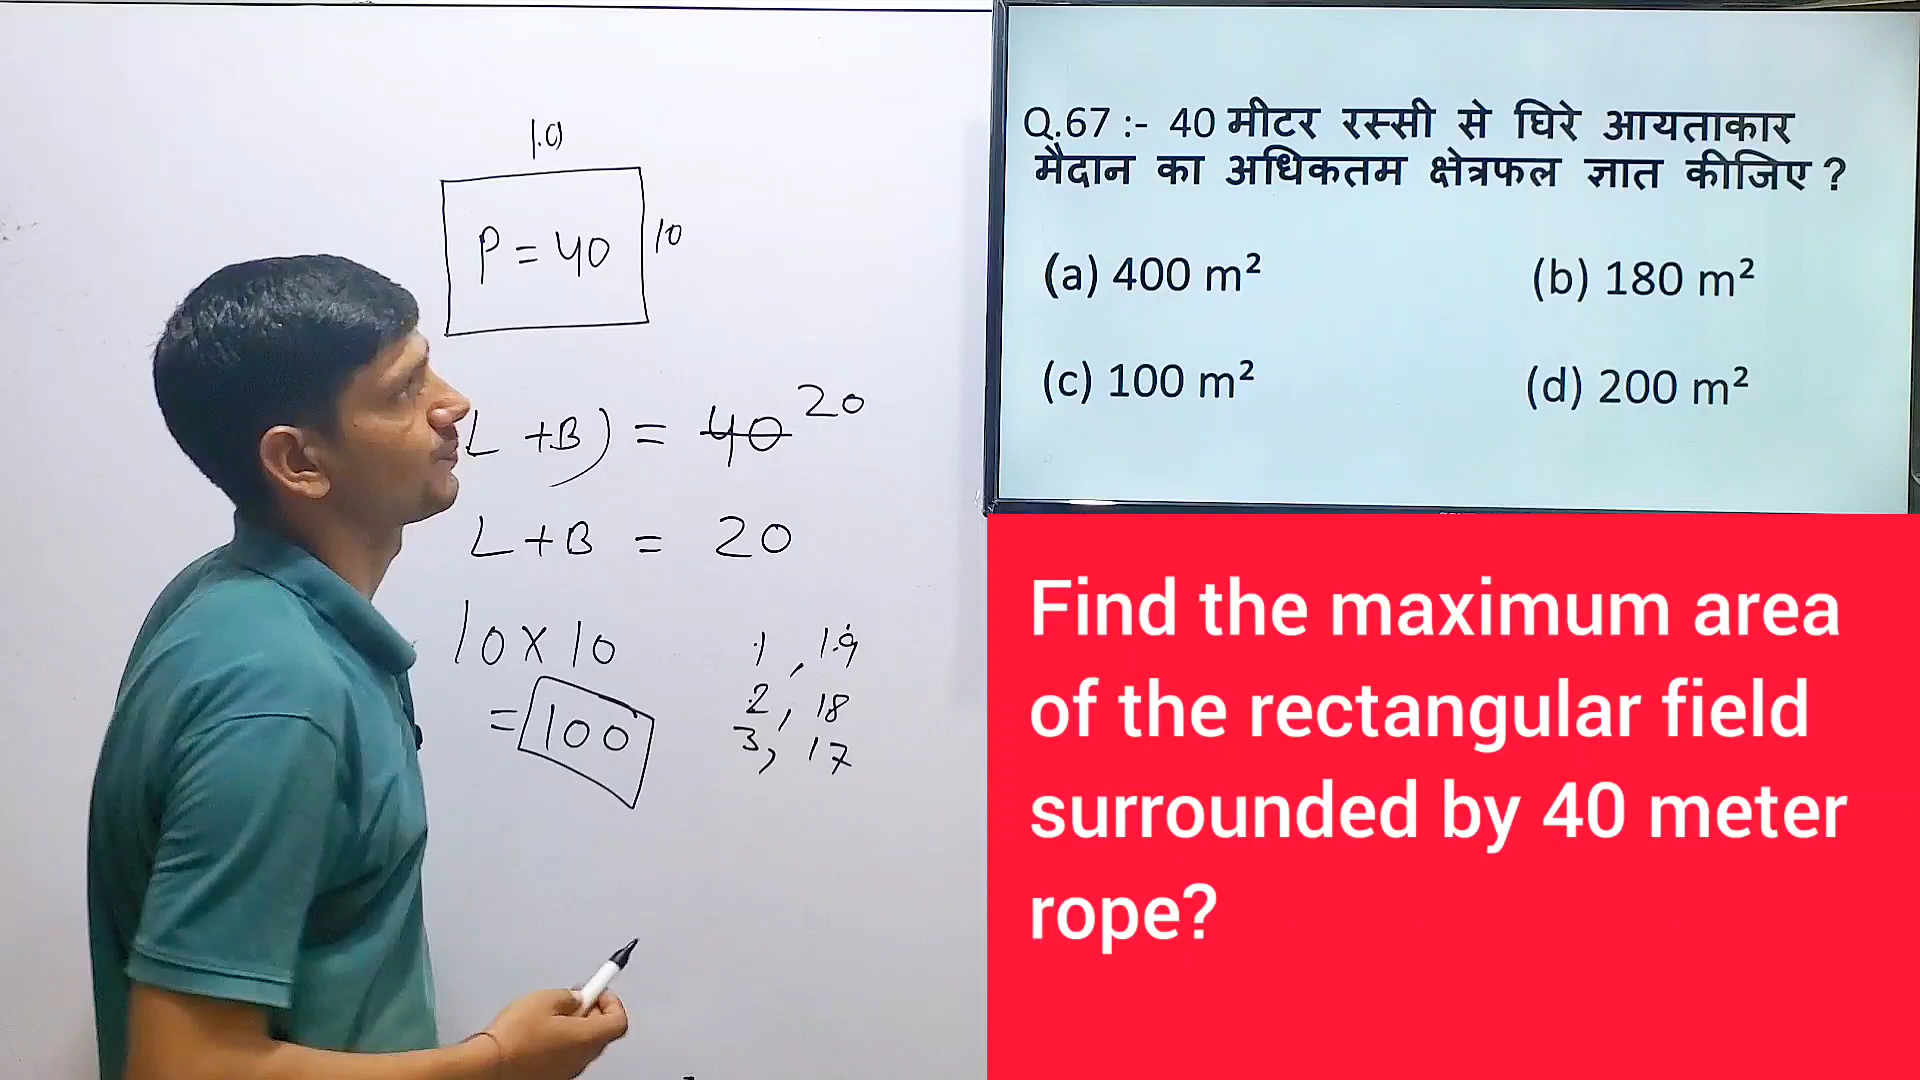 10
P = 40
10
L + B) = 40 20
L + B = 20
10 X 10
= 100
1, 19
2, 18
3, 17
Q.67 :- 40 मीटर रस्सी से घिरे आयताकार
मैदान का अधिकतम क्षेत्रफल ज्ञात कीजिए ?
(a) 400 m² (b) 180 m²
(c) 100 m² (d) 200 m²
Find the maximum area
of the rectangular field
surrounded by 40 meter
rope?